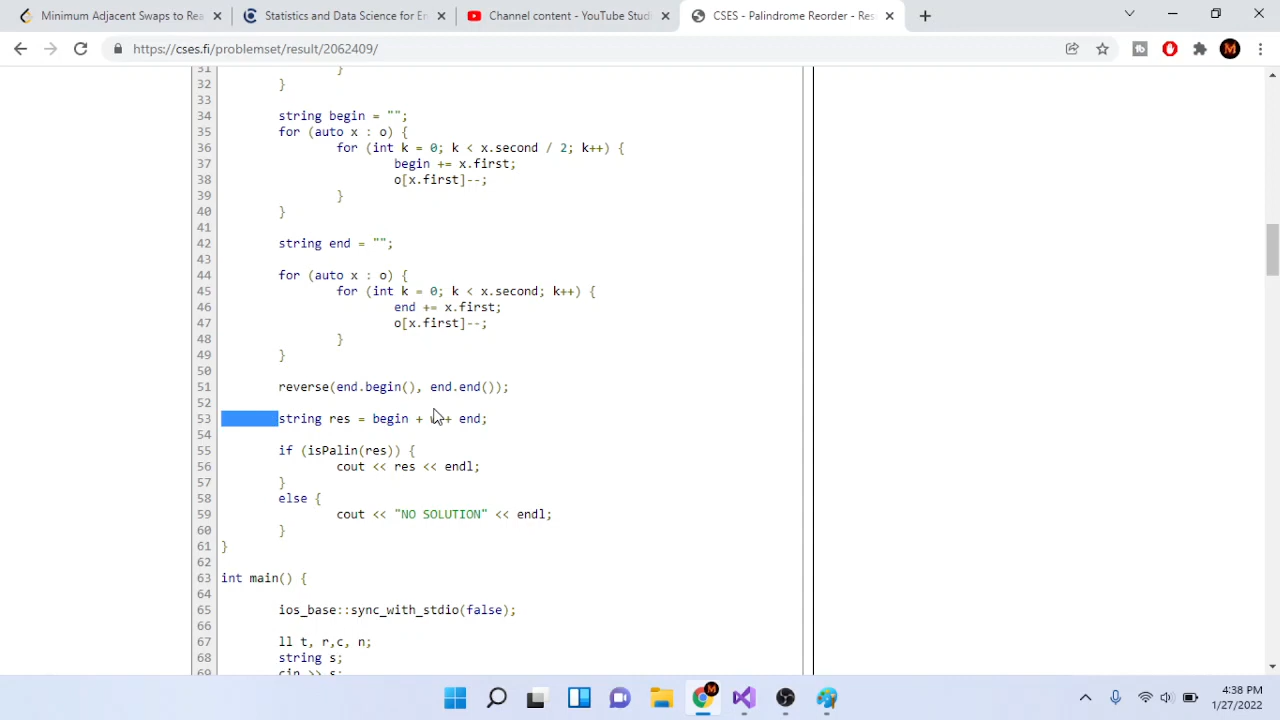 Minimum Adjacent Swaps to Rea
Statistics and Data Science for En
Channel content - YouTube Studi
CSES - Palindrome Reorder - Resu
https://cses.fi/problemset/result/2062409/
31 }
32 }
33
34 string begin = "";
35 for (auto x : o) {
36 for (int k = 0; k < x.second / 2; k++) {
37 begin += x.first;
38 o[x.first]--;
39 }
40 }
41
42 string end = "";
43
44 for (auto x : o) {
45 for (int k = 0; k < x.second; k++) {
46 end += x.first;
47 o[x.first]--;
48 }
49 }
50
51 reverse(end.begin(), end.end());
52
53 string res = begin + + end;
54
55 if (isPalin(res)) {
56 cout << res << endl;
57 }
58 else {
59 cout << "NO SOLUTION" << endl;
60 }
61 }
62
63 int main() {
64
65 ios_base::sync_with_stdio(false);
66
67 ll t, r,c, n;
68 string s;
69 cin >> s;
4:38 PM
1/27/2022